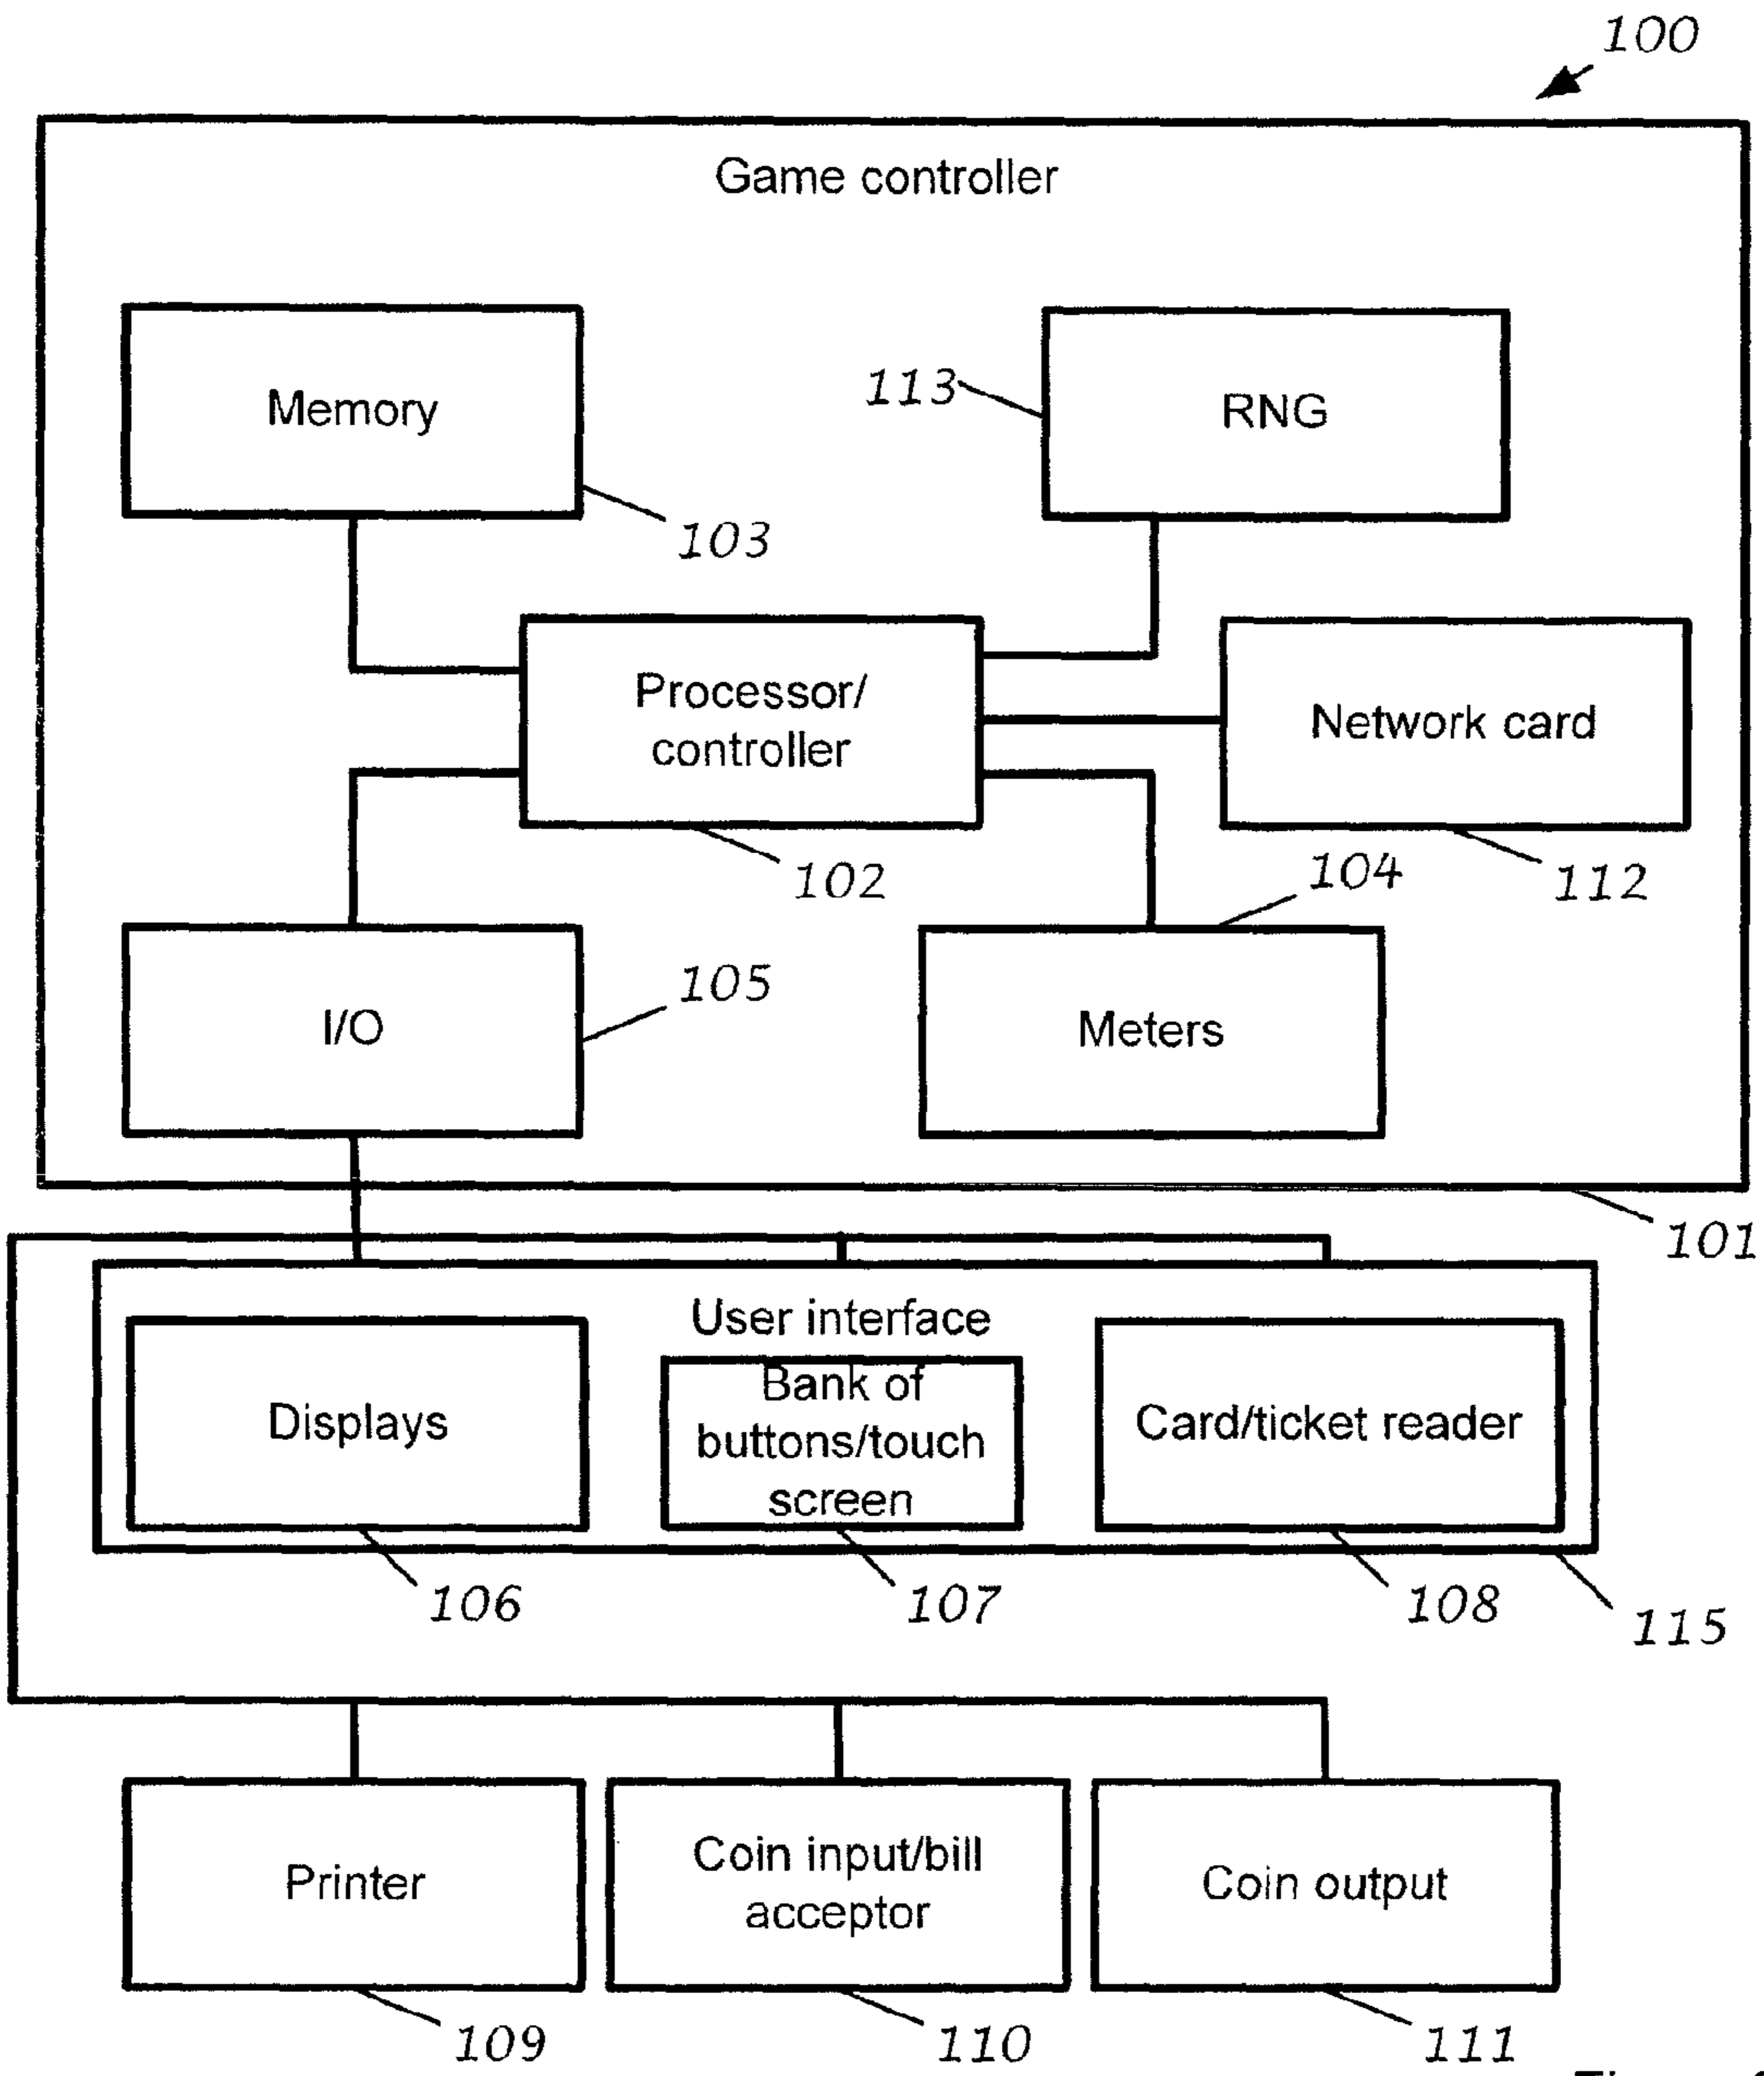 100
Game controller
Memory
113
RNG
103
Processor/
controller
Network card
102
104
112
I/O
105
Meters
101
User interface
Displays
Bank of
buttons/touch
screen
Card/ticket reader
106
107
108
115
Printer
Coin input/bill
acceptor
Coin output
109
110
111